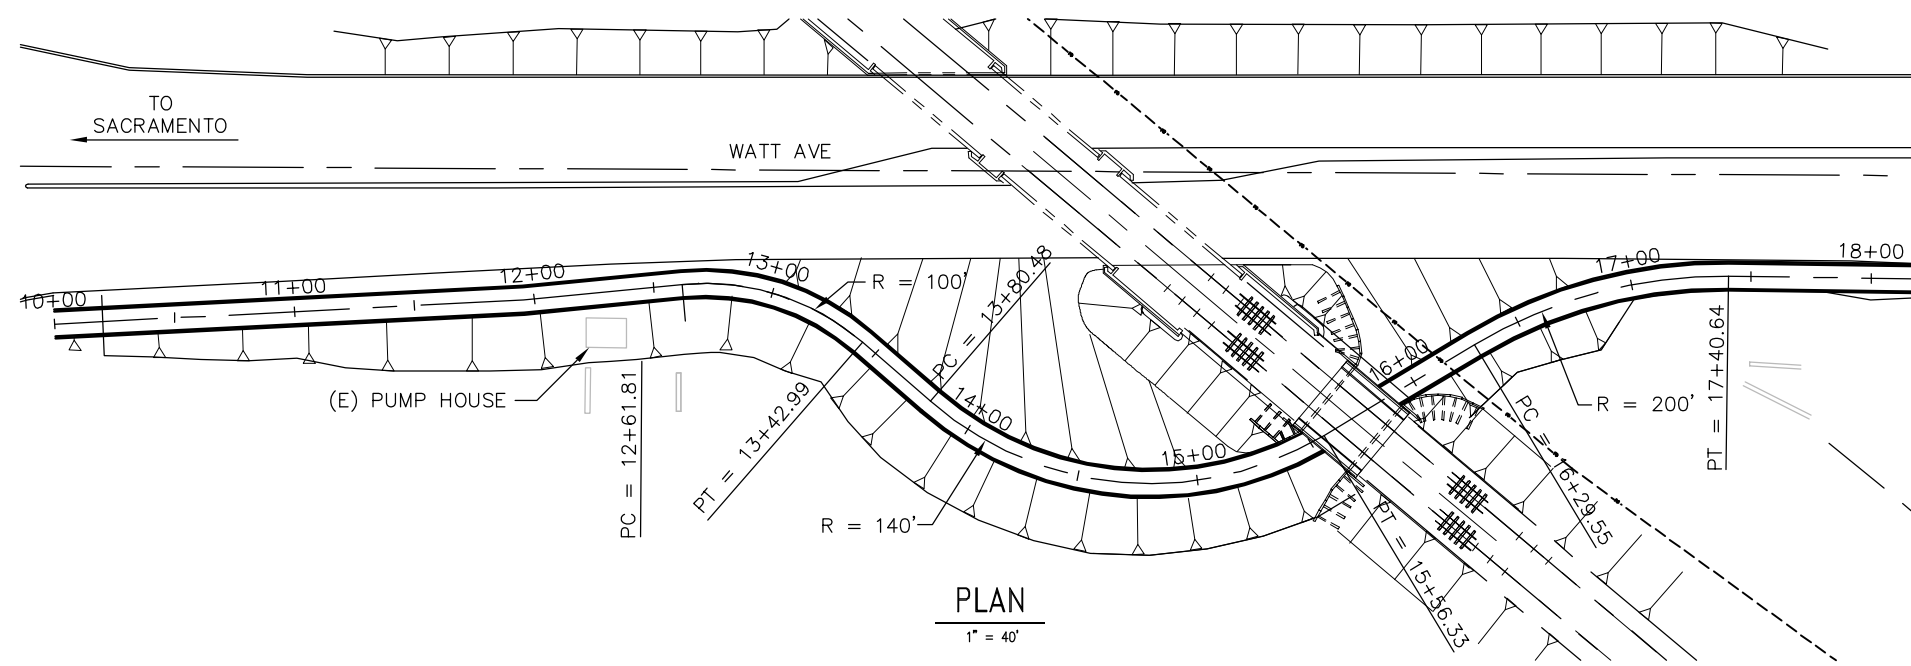 TO
SACRAMENTO
WATT AVE
10+00
11+00
12+00
13+00
R = 100'
PC = 13+80.48
17+00
18+00
(E) PUMP HOUSE
PC = 12+61.81
PT = 13+42.99
14+00
15+00
16+00
R = 140'
R = 200'
PC = 16+29.55
PT = 15+56.33
PT = 17+40.64
PLAN
1" = 40'